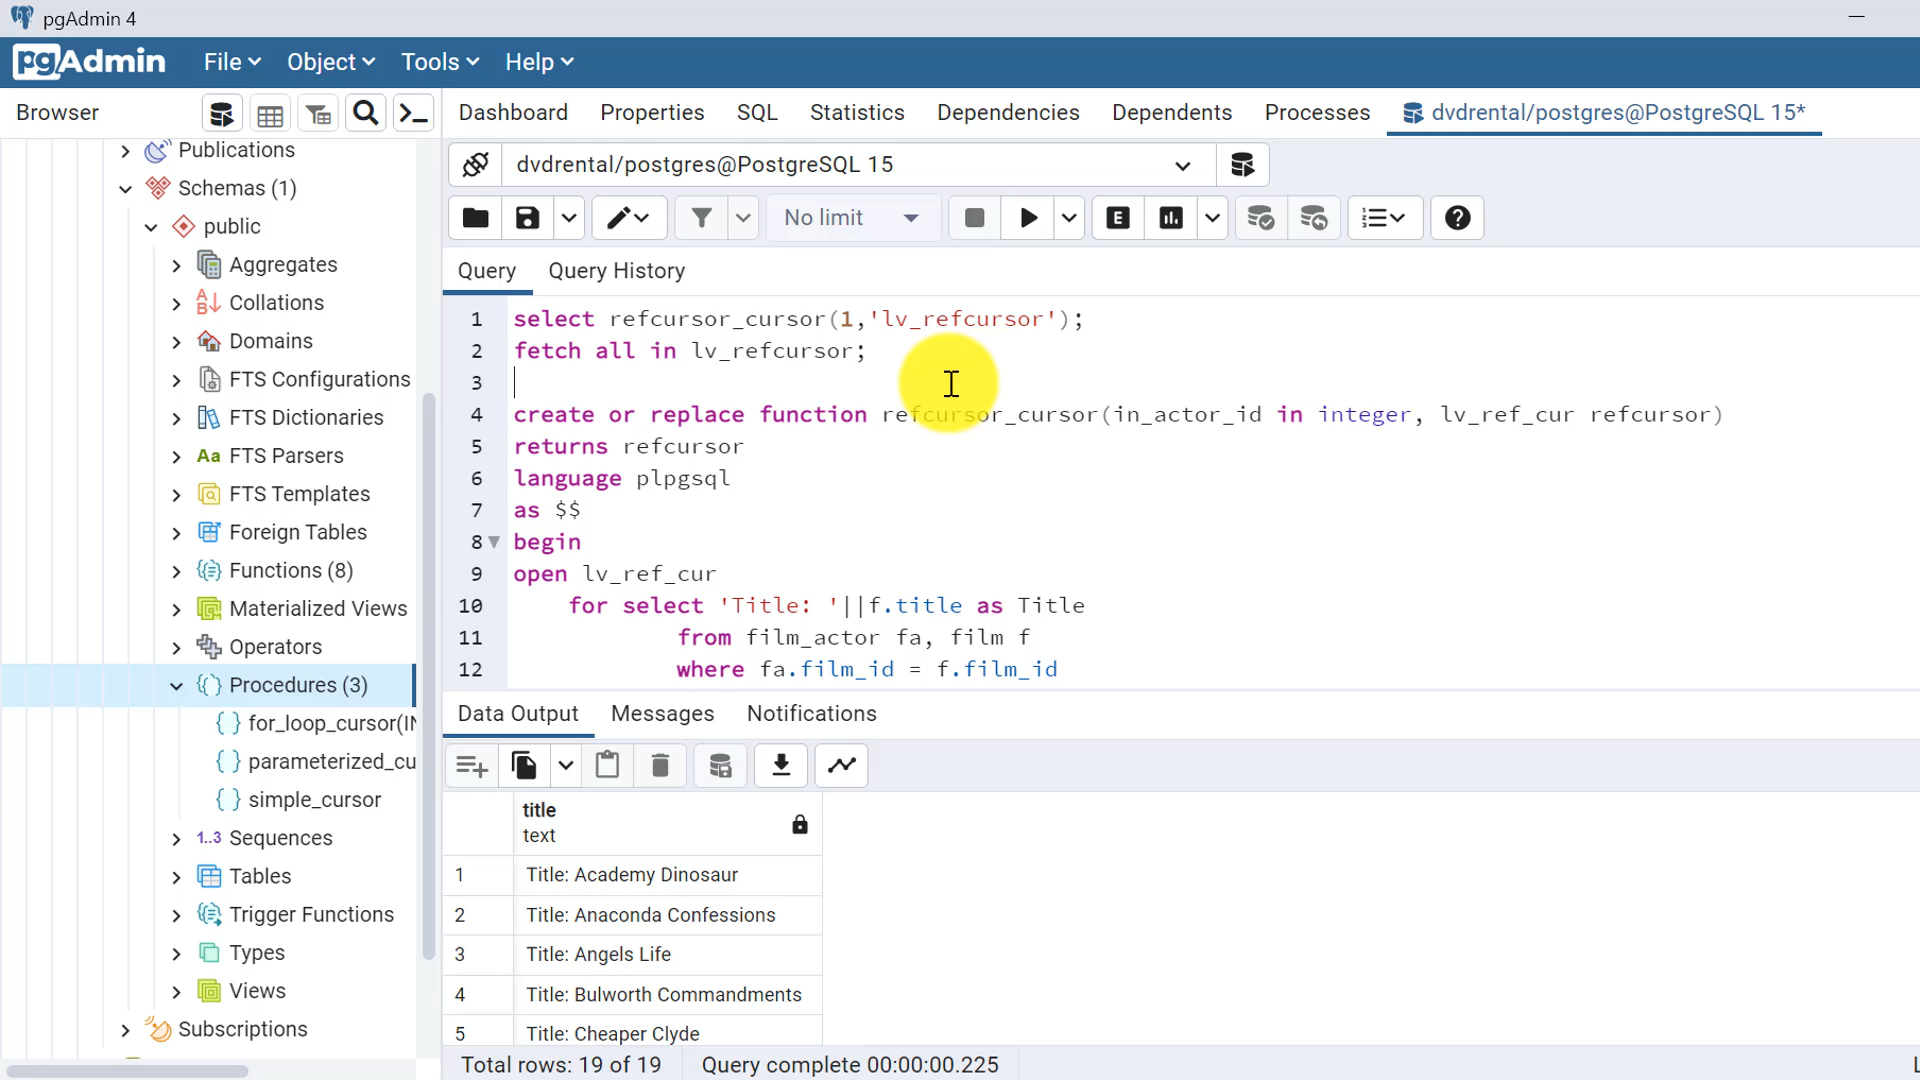 pgAdmin 4
pgAdmin File Object Tools Help
Browser
Dashboard Properties SQL Statistics Dependencies Dependents Processes dvdrental/postgres@PostgreSQL 15*
Publications
Schemas (1)
public
Aggregates
Collations
Domains
FTS Configurations
FTS Dictionaries
Aa FTS Parsers
FTS Templates
Foreign Tables
Functions (8)
Materialized Views
Operators
Procedures (3)
for_loop_cursor(IN
parameterized_cu
simple_cursor
1..3 Sequences
Tables
Trigger Functions
Types
Views
Subscriptions
dvdrental/postgres@PostgreSQL 15
No limit
E
Query Query History
1 select refcursor_cursor(1,'lv_refcursor');
2 fetch all in lv_refcursor;
3
4 create or replace function refcursor_cursor(in_actor_id in integer, lv_ref_cur refcursor)
5 returns refcursor
6 language plpgsql
7 as $$
8 begin
9 open lv_ref_cur
10 for select 'Title: '||f.title as Title
11 from film_actor fa, film f
12 where fa.film_id = f.film_id
Data Output Messages Notifications
title
text
1 Title: Academy Dinosaur
2 Title: Anaconda Confessions
3 Title: Angels Life
4 Title: Bulworth Commandments
5 Title: Cheaper Clyde
Total rows: 19 of 19 Query complete 00:00:00.225